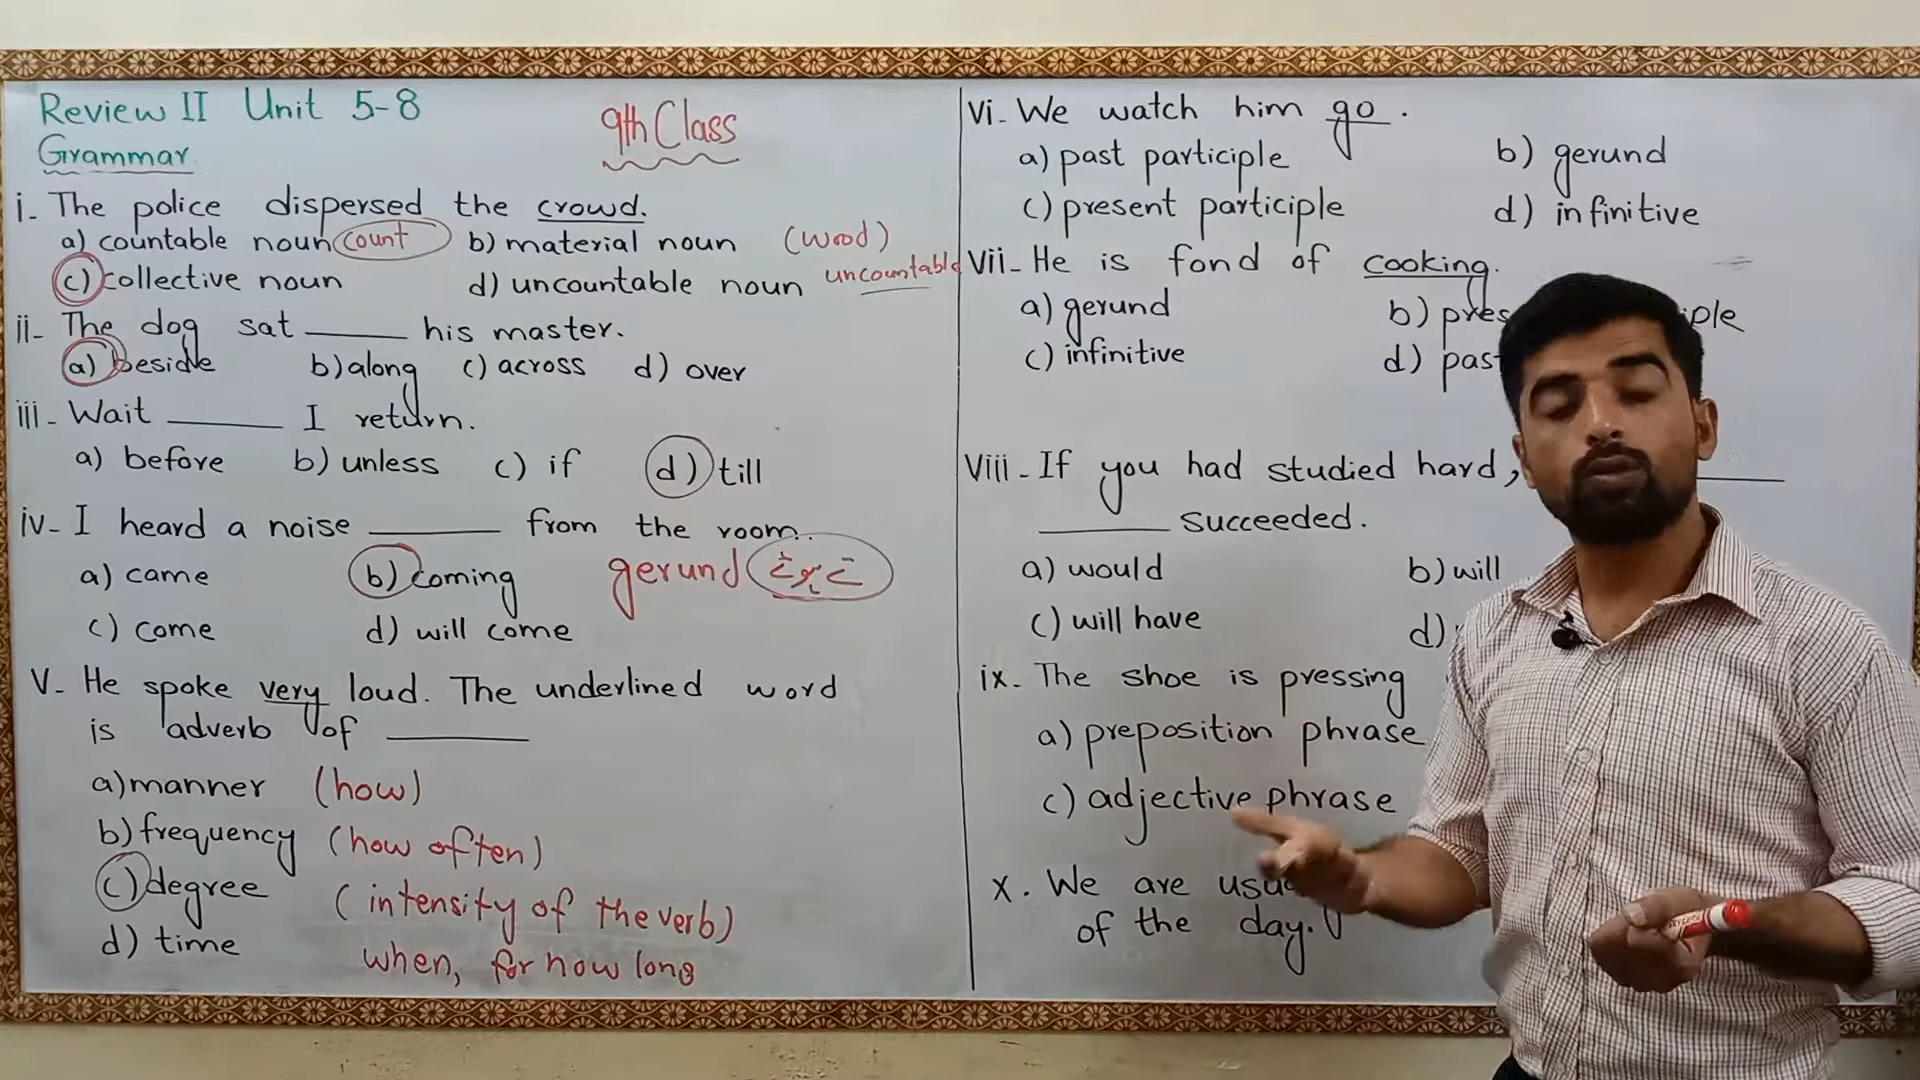 Review II Unit 5-8
Grammar
9th Class
i- The police dispersed the crowd.
a) countable noun count b) material noun (wood)
c) collective noun d) uncountable noun uncountable
ii- The dog sat ____ his master.
a) beside b) along c) across d) over
iii- Wait ____ I return.
a) before b) unless c) if d) till
iv- I heard a noise ____ from the room.
a) came b) coming gerund
c) come d) will come
V- He spoke very loud. The underlined word
is adverb of ____
a) manner (how)
b) frequency (how often)
c) degree (intensity of the verb)
d) time when, for how long
Vi- We watch him go.
a) past participle b) gerund
c) present participle d) infinitive
Vii- He is fond of cooking.
a) gerund b) pres ple
c) infinitive d) past
Viii- If you had studied hard, ____
____ succeeded.
a) would b) will
c) will have d)
ix- The shoe is pressing
a) preposition phrase
c) adjective phrase
X. We are usu
of the day.